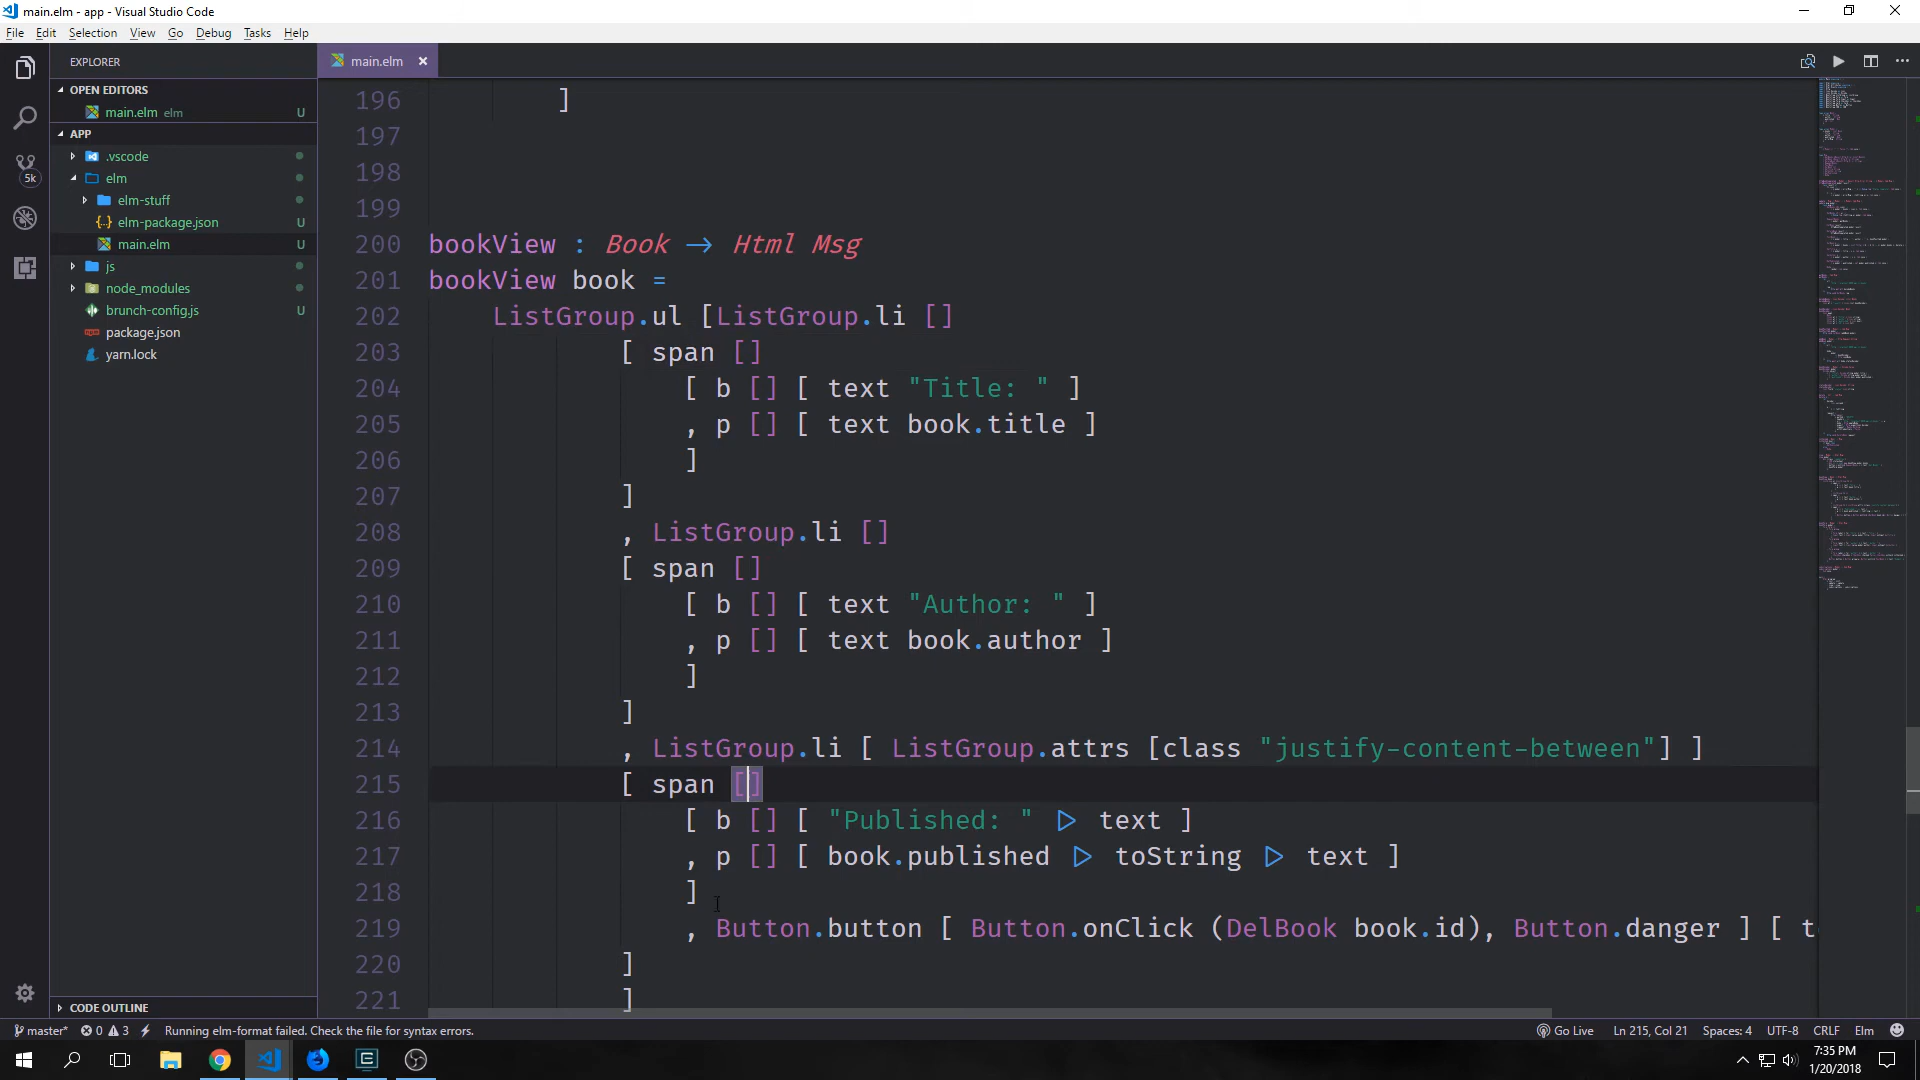 main.elm - app - Visual Studio Code
File Edit Selection View Go Debug Tasks Help
EXPLORER
main.elm
OPEN EDITORS
main.elm elm U
APP
.vscode
elm
elm-stuff
elm-package.json U
main.elm U
js
node_modules
brunch-config.js U
package.json
yarn.lock
5k
CODE OUTLINE
196 ]
197
198
199
200 bookView : Book → Html Msg
201 bookView book =
202 ListGroup.ul [ListGroup.li []
203 [ span []
204 [ b [] [ text "Title: " ]
205 , p [] [ text book.title ]
206 ]
207 ]
208 , ListGroup.li []
209 [ span []
210 [ b [] [ text "Author: " ]
211 , p [] [ text book.author ]
212 ]
213 ]
214 , ListGroup.li [ ListGroup.attrs [class "justify-content-between"] ]
215 [ span []
216 [ b [] [ "Published: " ▷ text ]
217 , p [] [ book.published ▷ toString ▷ text ]
218 ]
219 , Button.button [ Button.onClick (DelBook book.id), Button.danger ] [ t
220 ]
221 ]
master* 0 3 Running elm-format failed. Check the file for syntax errors. Go Live Ln 215, Col 21 Spaces: 4 UTF-8 CRLF Elm
7:35 PM
1/20/2018